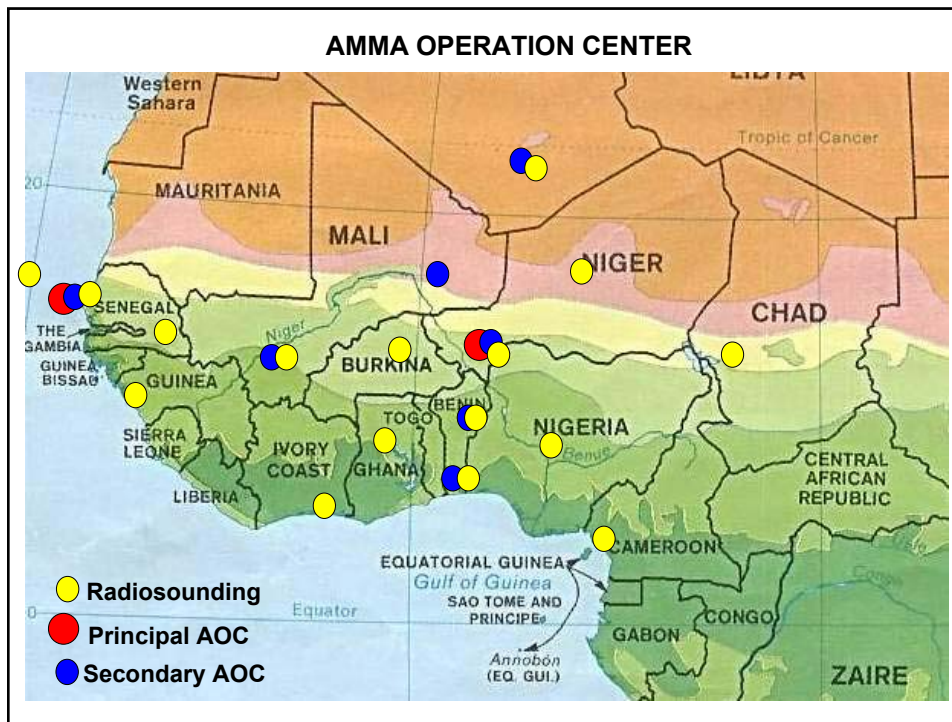 AMMA OPERATION CENTER
LIBYA
Western
Sahara
Tropic of Cancer
20
MAURITANIA
MALI
NIGER
CHAD
SENEGAL
THE
GAMBIA
GUINEA
BISSAU
Niger
BURKINA
GUINEA
BENIN
TOGO
NIGERIA
SIERRA
LEONE
IVORY
COAST
GHANA
Benue
CENTRAL
AFRICAN
REPUBLIC
LIBERIA
CAMEROON
EQUATORIAL GUINEA
Gulf of Guinea
SAO TOME AND
PRINCIPE
Congo
CONGO
GABON
Equator
0
Annobón
(EQ. GUI.)
ZAIRE
Radiosounding
Principal AOC
Secondary AOC